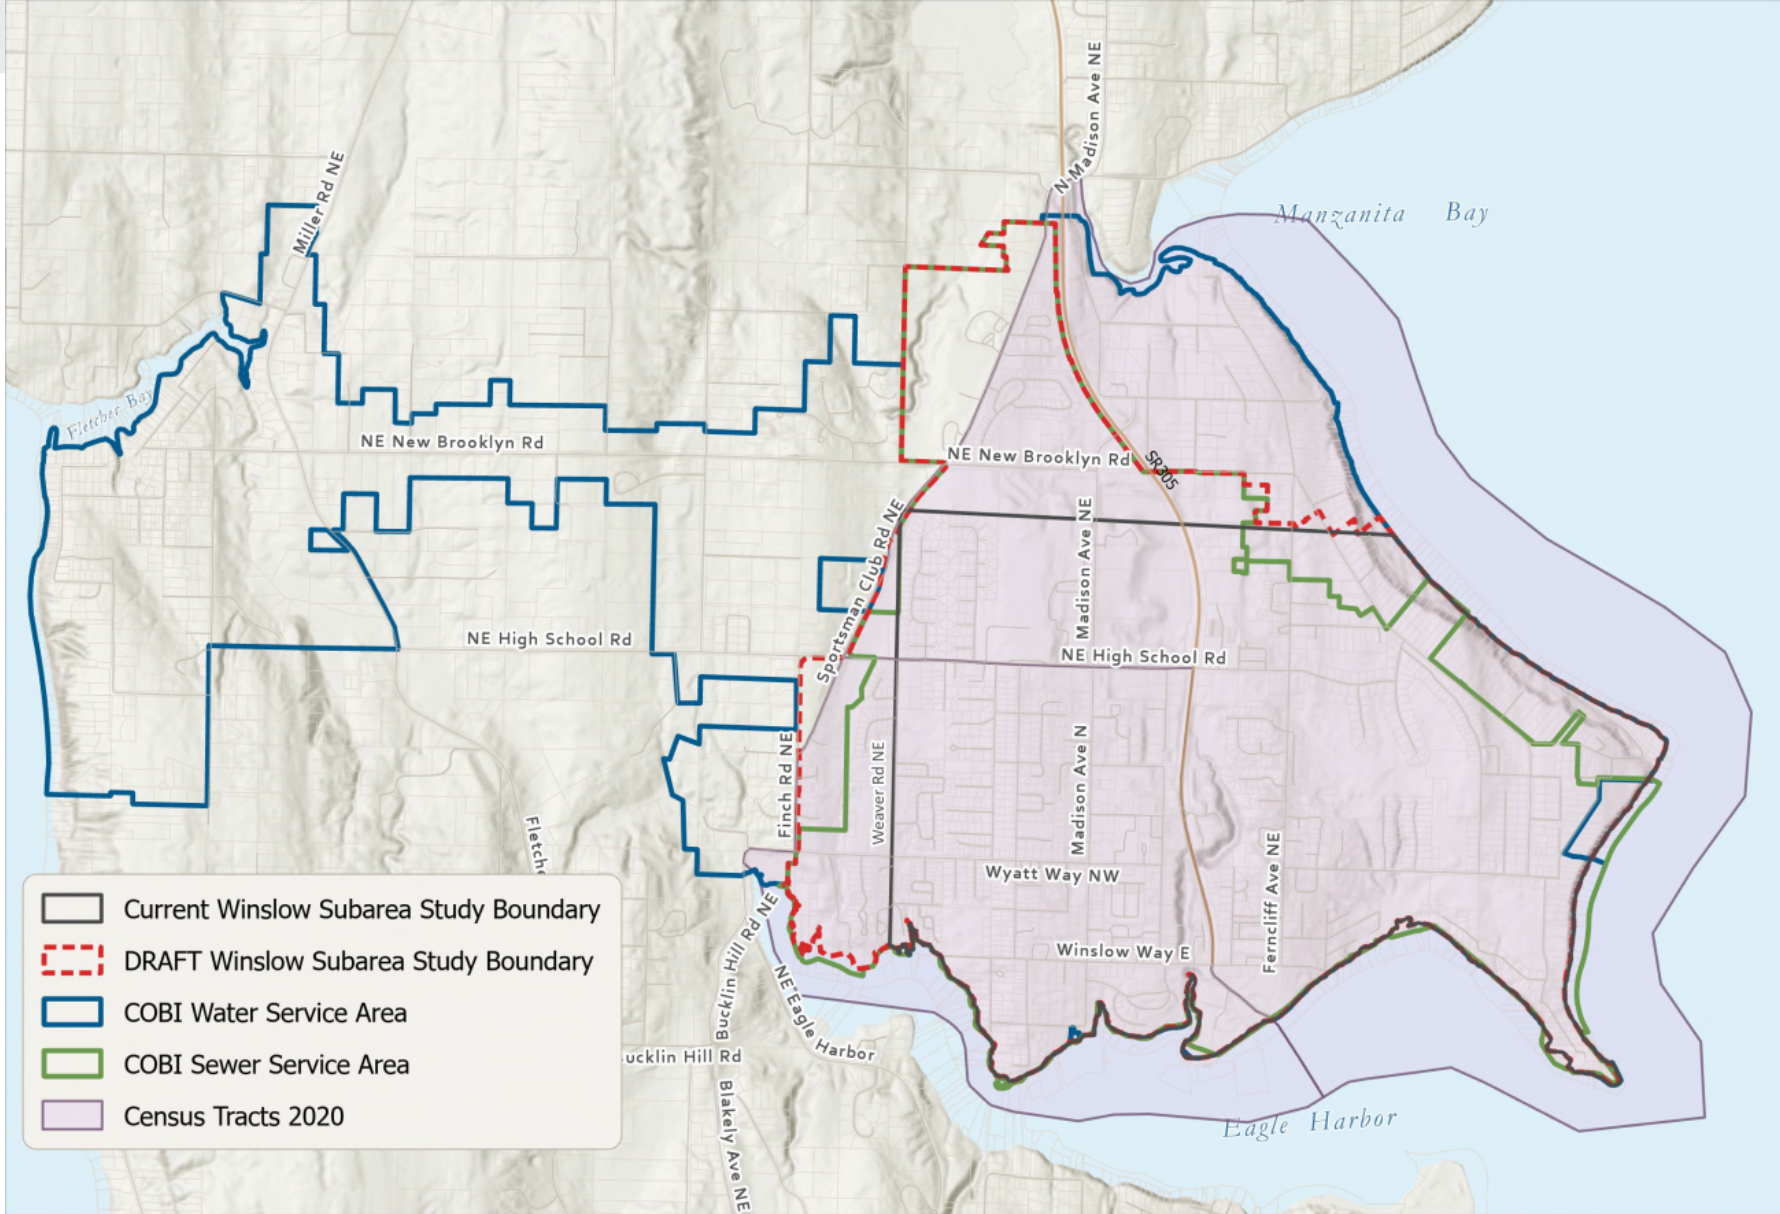 N Madison Ave NE
Miller Rd NE
Manzanita Bay
Fletcher Bay
NE New Brooklyn Rd
NE New Brooklyn Rd
SR305
Sportsman Club Rd NE
Madison Ave NE
NE High School Rd
NE High School Rd
Finch Rd NE
Weaver Rd NE
Madison Ave N
Wyatt Way NW
Ferncliff Ave NE
Winslow Way E
Bucklin Hill Rd NE
NE Eagle Harbor
ucklin Hill Rd
Blakely Ave NE
Eagle Harbor
Fletche
Current Winslow Subarea Study Boundary
DRAFT Winslow Subarea Study Boundary
COBI Water Service Area
COBI Sewer Service Area
Census Tracts 2020